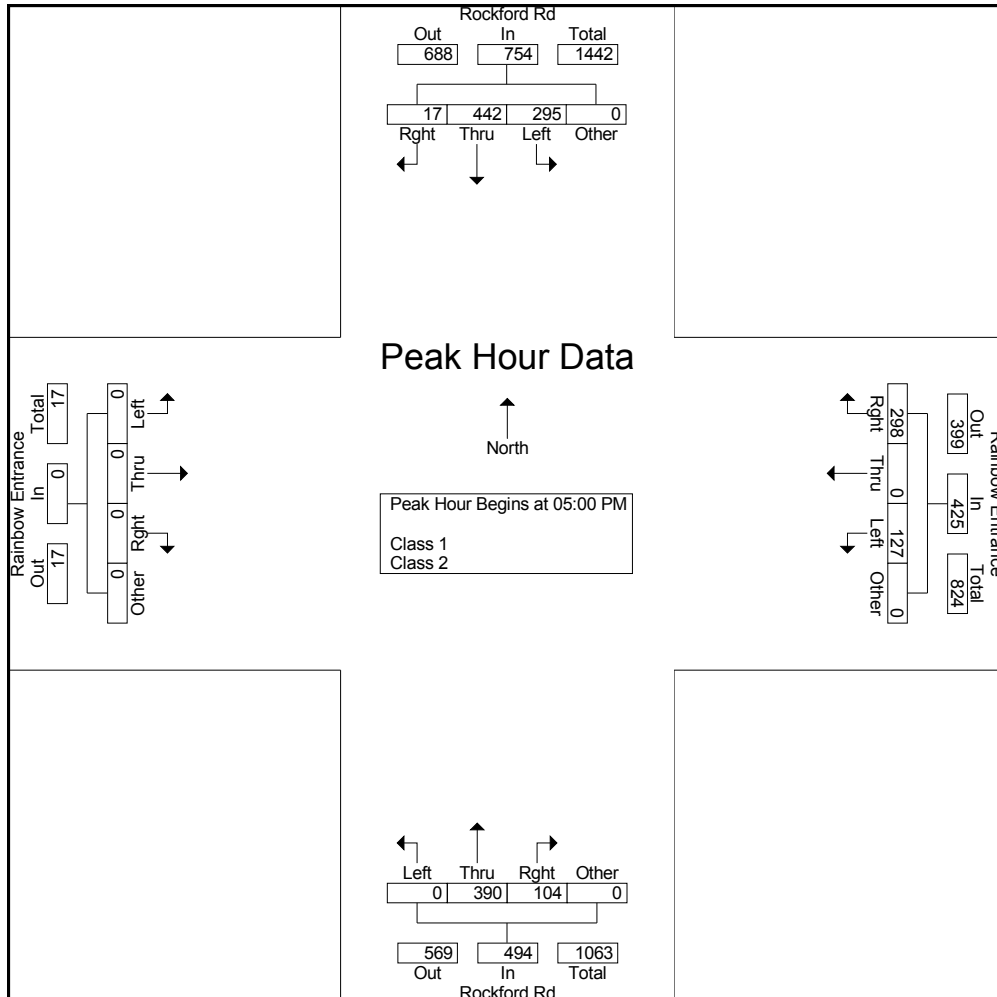 Rockford Rd
Out In Total
688 754 1442
17 442 295 0
Rght Thru Left Other
Peak Hour Data
North
Peak Hour Begins at 05:00 PM
Class 1
Class 2
Rainbow Entrance
Out In Total
17 0 17
Left Thru Rght Other
0 0 0 0
Rainbow Entrance
Out In Total
399 425 824
Rght Thru Left Other
298 0 127 0
Left Thru Rght Other
0 390 104 0
569 494 1063
Out In Total
Rockford Rd